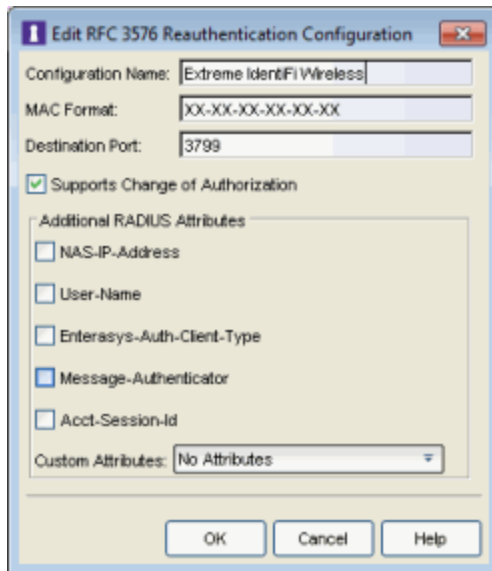 Edit RFC 3576 Reauthentication Configuration
Configuration Name: Extreme IdentiFi Wireless
MAC Format: XX-XX-XX-XX-XX-XX
Destination Port: 3799
Supports Change of Authorization
Additional RADIUS Attributes
NAS-IP-Address
User-Name
Enterasys-Auth-Client-Type
Message-Authenticator
Acct-Session-Id
Custom Attributes: No Attributes
OK Cancel Help